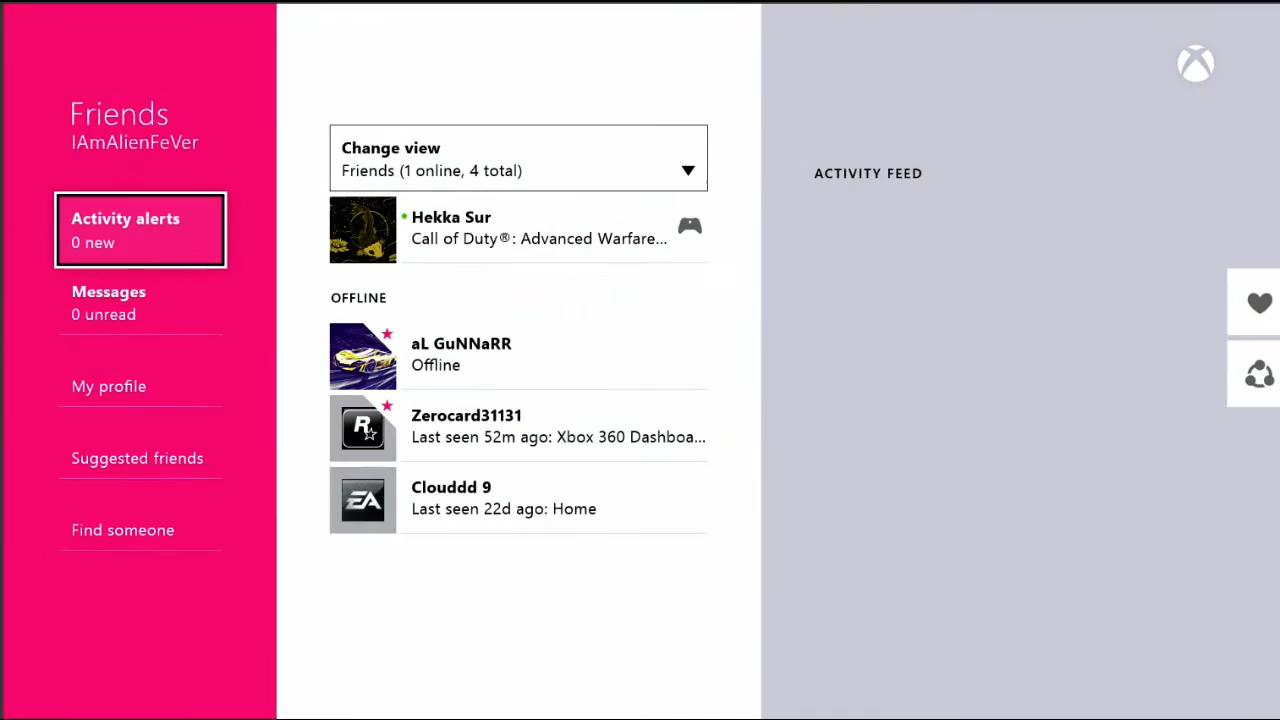 Friends
IAmAlienFeVer
Activity alerts
0 new
Messages
0 unread
My profile
Suggested friends
Find someone
Change view
Friends (1 online, 4 total)
Hekka Sur
Call of Duty®: Advanced Warfare...
OFFLINE
aL GuNNaRR
Offline
R
Zerocard31131
Last seen 52m ago: Xbox 360 Dashboa...
EA
Clouddd 9
Last seen 22d ago: Home
ACTIVITY FEED